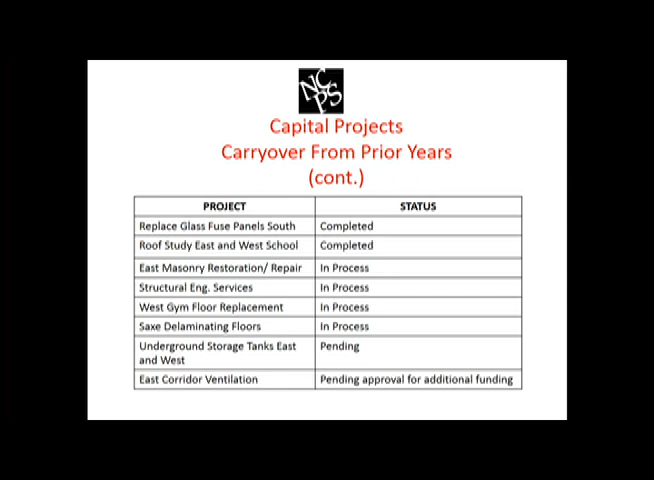 NCPS
Capital Projects
Carryover From Prior Years
(cont.)
PROJECT STATUS
Replace Glass Fuse Panels South Completed
Roof Study East and West School Completed
East Masonry Restoration/ Repair In Process
Structural Eng. Services In Process
West Gym Floor Replacement In Process
Saxe Delaminating Floors In Process
Underground Storage Tanks East Pending
and West
East Corridor Ventilation Pending approval for additional funding